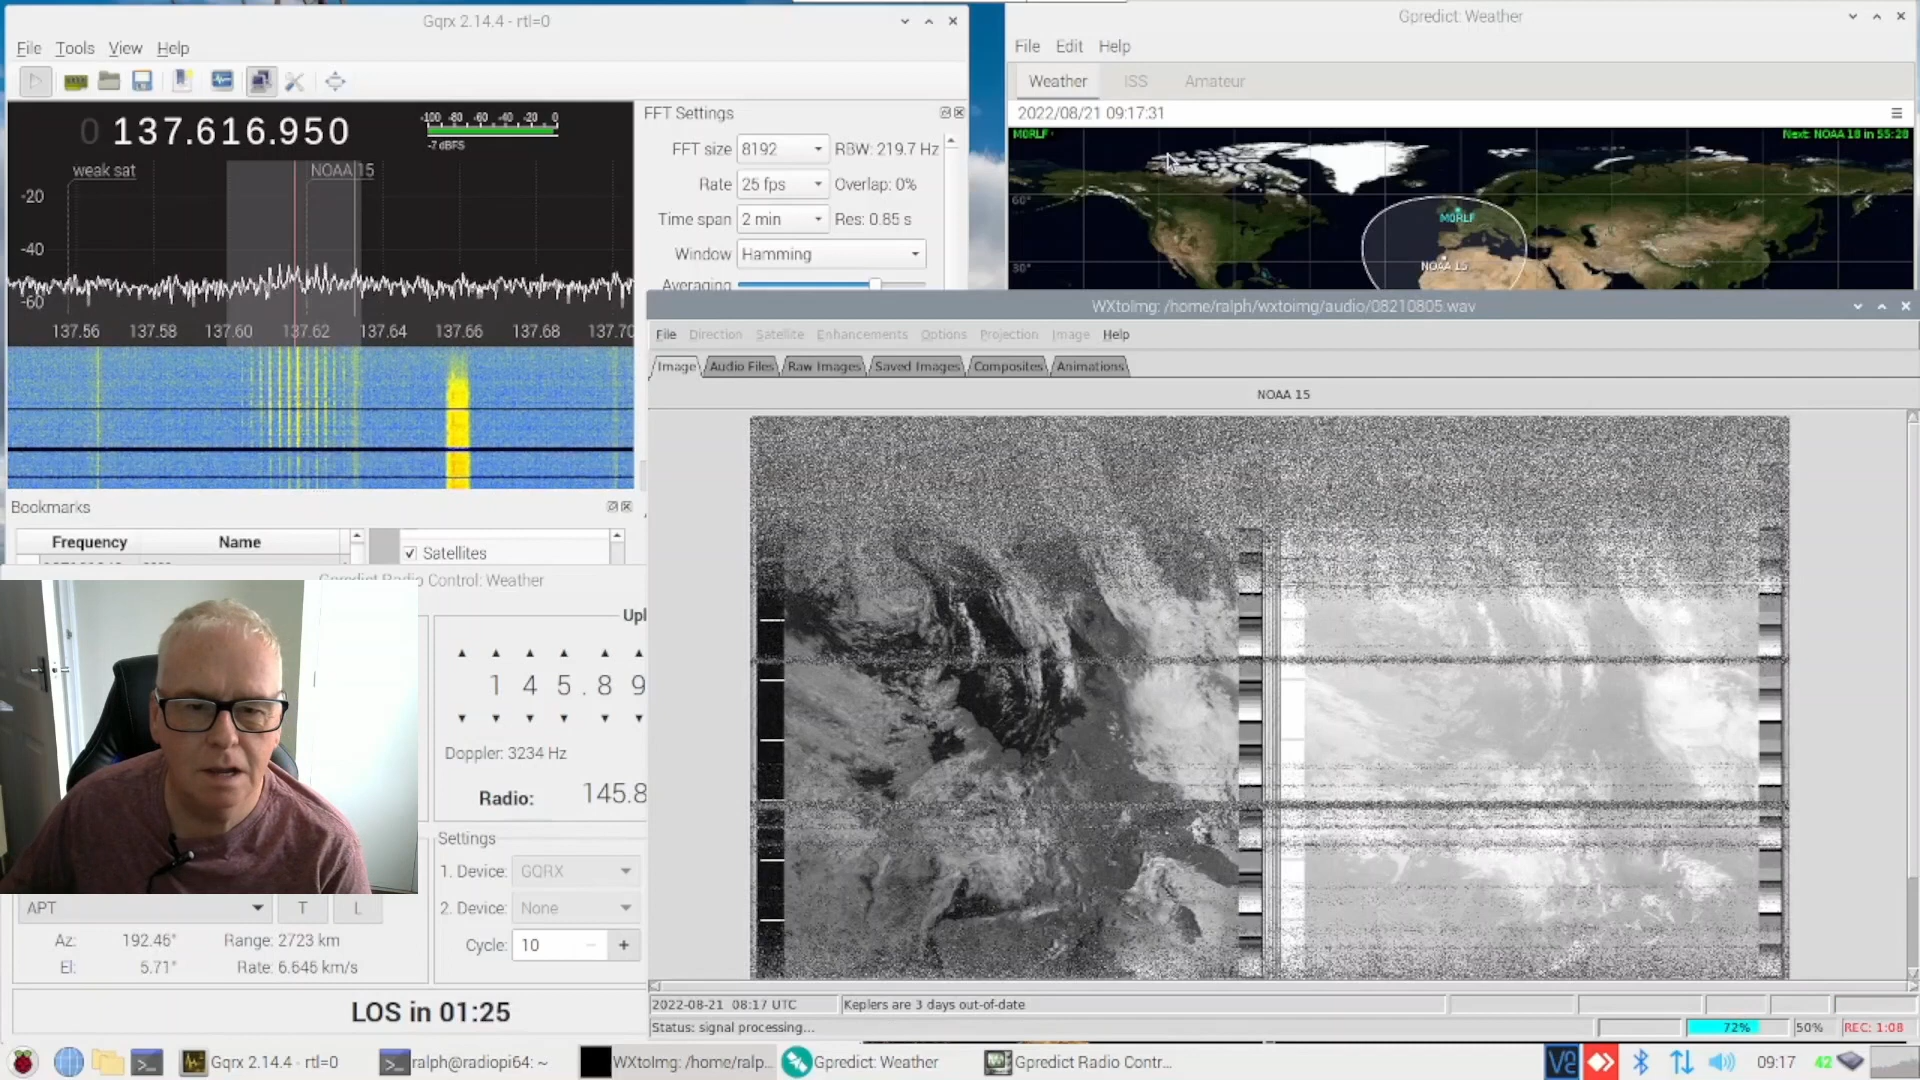 Gqrx 2.14.4 - rtl=0
File Tools View Help
0 137.616.950
-100 -80 -60 -40 -20 0
-7 dBFS
weak sat
NOAA 15
-20
-40
-60
137.56 137.58 137.60 137.62 137.64 137.66 137.68 137.70
FFT Settings
FFT size 8192 RBW: 219.7 Hz
Rate 25 fps Overlap: 0%
Time span 2 min Res: 0.85 s
Window Hamming
Averaging
Bookmarks
Frequency Name
Satellites
Gpredict: Weather
File Edit Help
Weather ISS Amateur
2022/08/21 09:17:31
M0RLF
Next: NOAA 18 in 55:28
60°
M0RLF
NOAA 15
30°
Gpredict Radio Control: Weather
Upl
145.89
Doppler: 3234 Hz
Radio: 145.8
Settings
1. Device: GQRX
2. Device: None
Cycle: 10 - +
APT T L
Az: 192.46° Range: 2723 km
El: 5.71° Rate: 6.646 km/s
LOS in 01:25
WXtoImg: /home/ralph/wxtoimg/audio/08210805.wav
File Direction Satellite Enhancements Options Projection Image Help
Image Audio Files Raw Images Saved Images Composites Animations
NOAA 15
2022-08-21 08:17 UTC Keplers are 3 days out-of-date
Status: signal processing... 72% 50% REC: 1:08
Gqrx 2.14.4 - rtl=0 ralph@radiopi64: ~ WXtoImg: /home/ralp... Gpredict: Weather Gpredict Radio Contr... 09:17 42